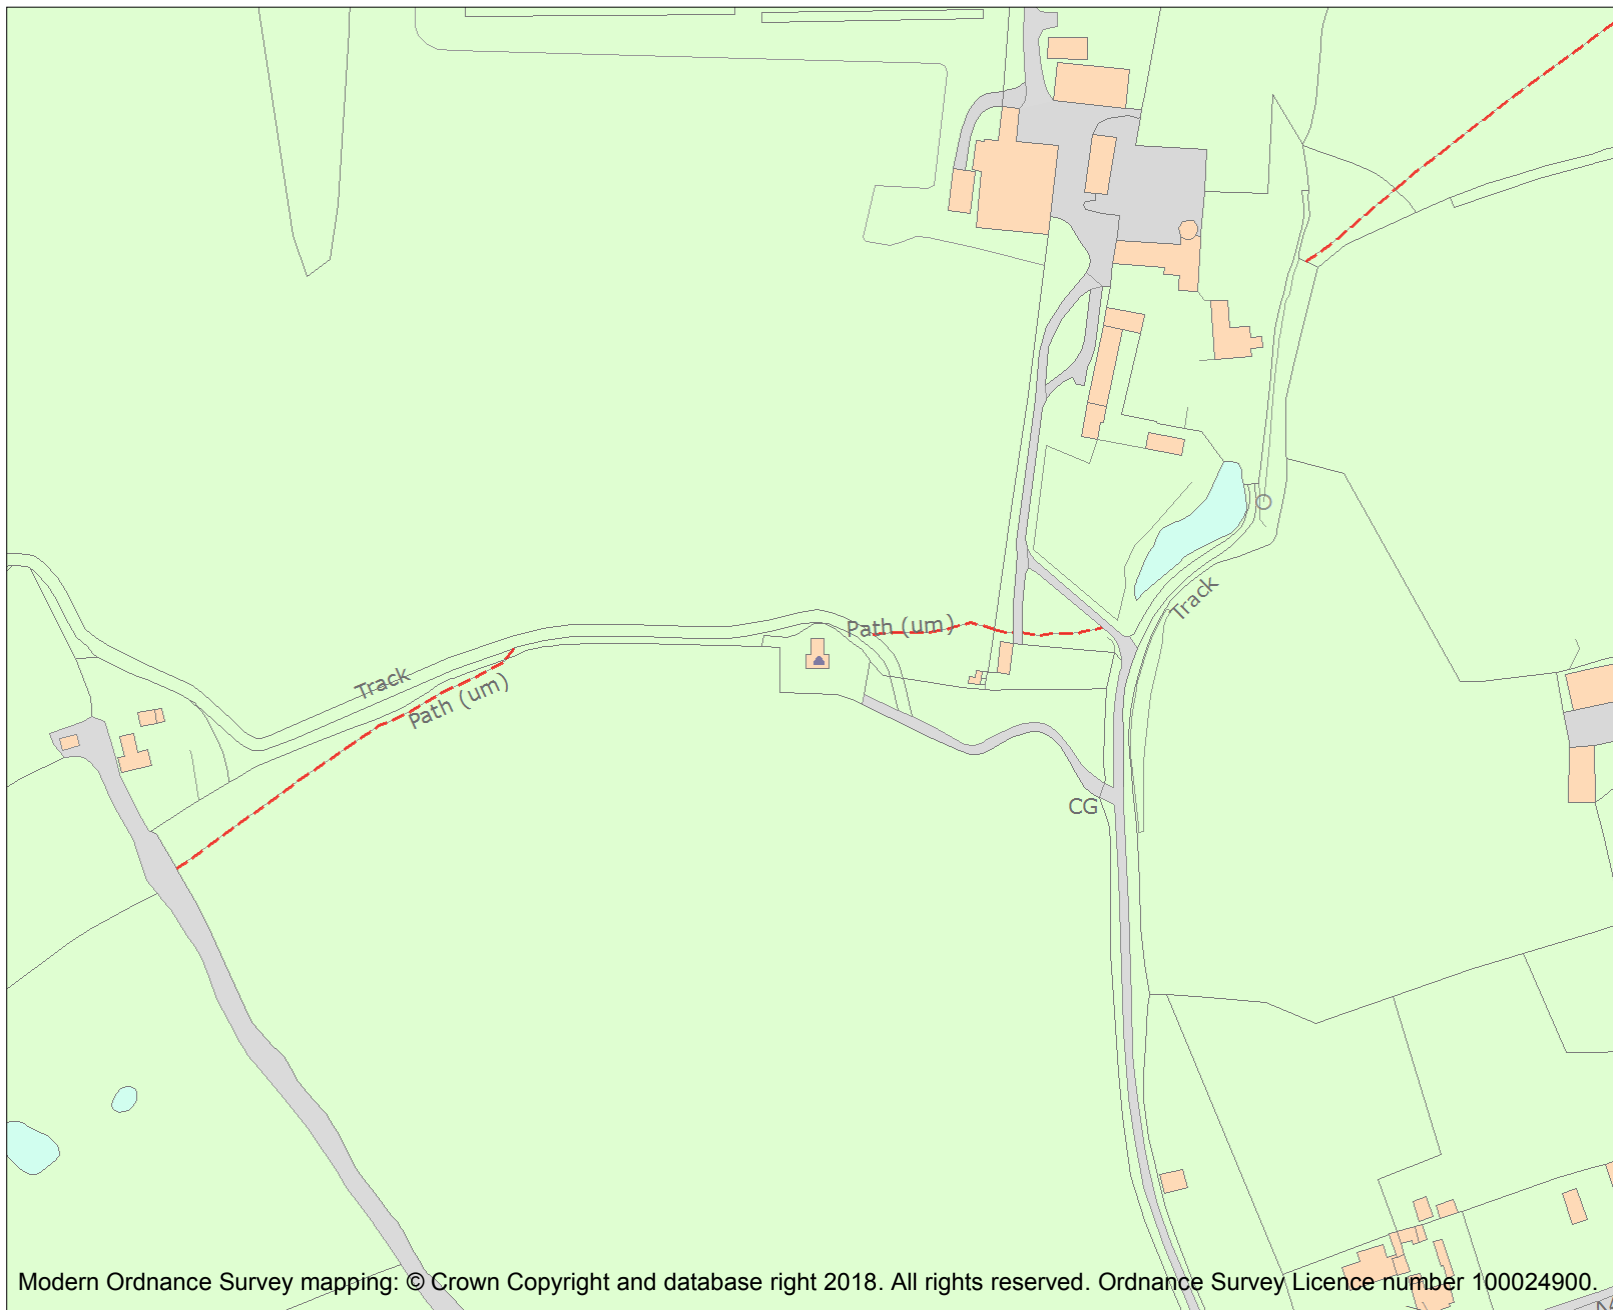 Path (um)
Track
Track
Path (um)
CG
Modern Ordnance Survey mapping: © Crown Copyright and database right 2018. All rights reserved. Ordnance Survey Licence number 100024900.